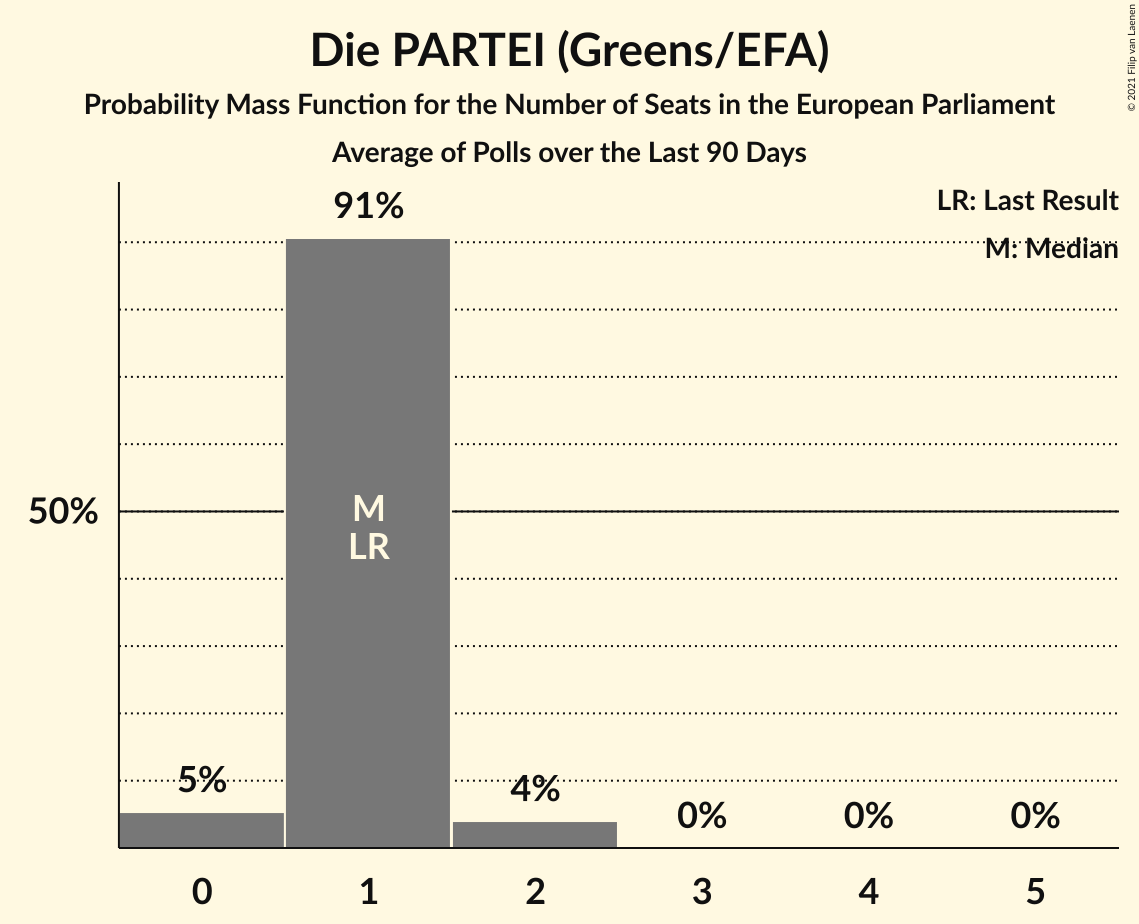 Die PARTEI (Greens/EFA)
Probability Mass Function for the Number of Seats in the European Parliament
Average of Polls over the Last 90 Days
© 2021 Filip van Laenen
LR: Last Result
M: Median
91%
50%
M
LR
5%
4%
0%
0%
0%
0
1
2
3
4
5